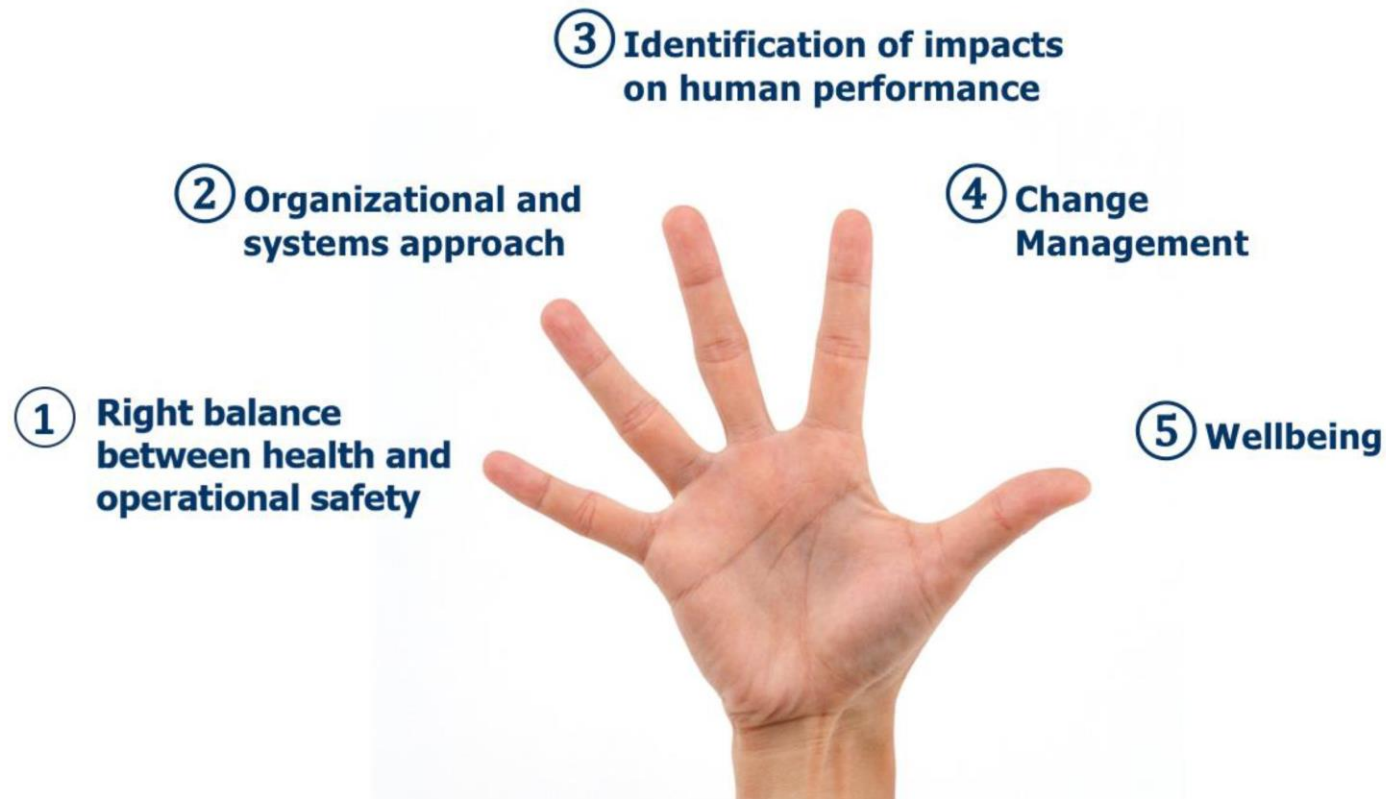 ③ Identification of impacts
on human performance
② Organizational and
systems approach
④ Change
Management
① Right balance
between health and
operational safety
⑤ Wellbeing